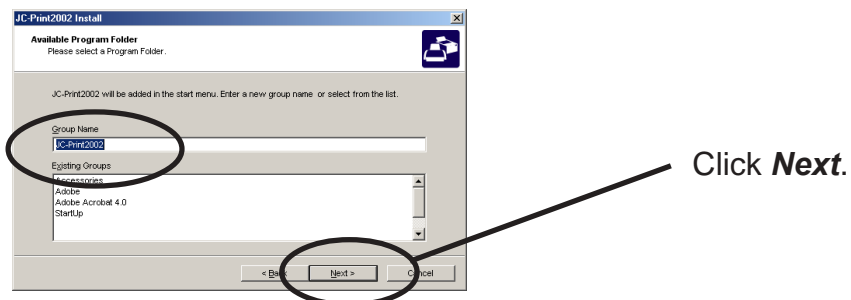 JC-Print2002 Install
Available Program Folder
Please select a Program Folder.
JC-Print2002 will be added in the start menu. Enter a new group name or select from the list.
Group Name
JC-Print2002
Existing Groups
Accessories
Adobe
Adobe Acrobat 4.0
StartUp
< Back
Next >
Cancel
Click Next.